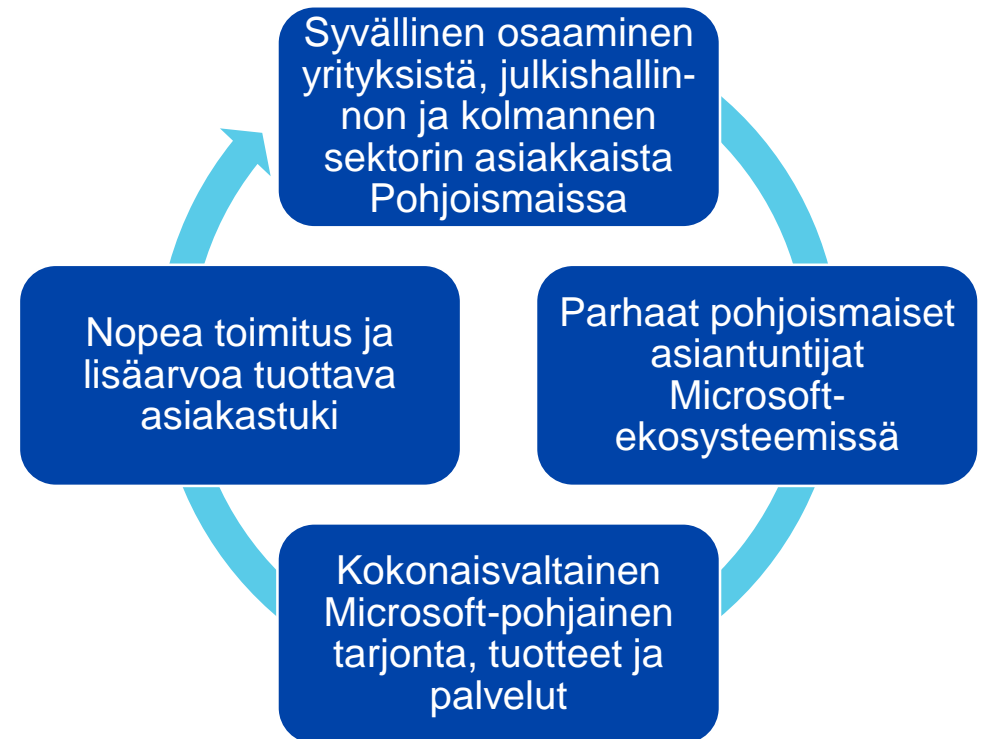 Syvällinen osaaminen
yrityksistä, julkishallin-
non ja kolmannen
sektorin asiakkaista
Pohjoismaissa
Parhaat pohjoismaiset
asiantuntijat
Microsoft-
ekosysteemissä
Kokonaisvaltainen
Microsoft-pohjainen
tarjonta, tuotteet ja
palvelut
Nopea toimitus ja
lisäarvoa tuottava
asiakastuki